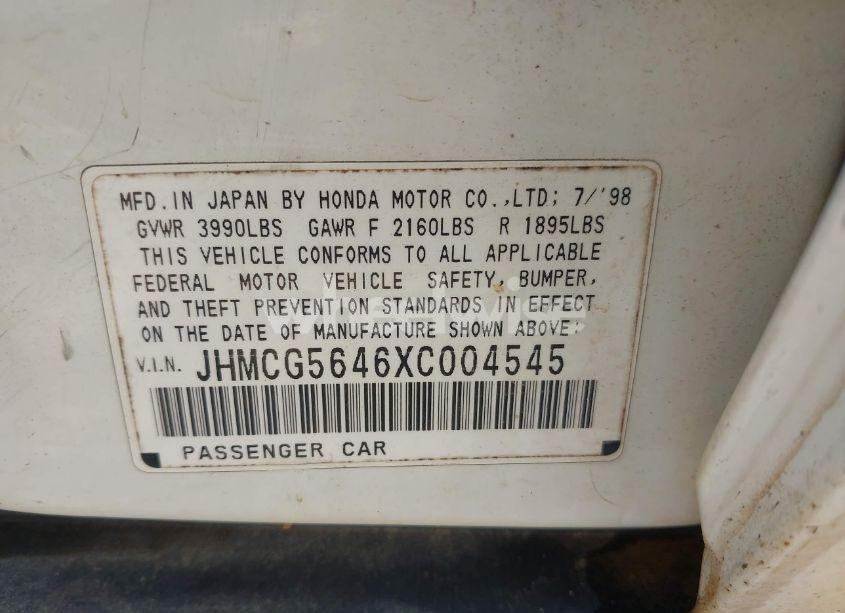 MFD. IN JAPAN BY HONDA MOTOR CO.,LTD; 7/'98
GVWR 3990LBS GAWR F 2160LBS R 1895LBS
THIS VEHICLE CONFORMS TO ALL APPLICABLE
FEDERAL MOTOR VEHICLE SAFETY, BUMPER,
AND THEFT PREVENTION STANDARDS IN EFFECT
ON THE DATE OF MANUFACTURE SHOWN ABOVE:
V.I.N. JHMCG5646XC004545
PASSENGER CAR